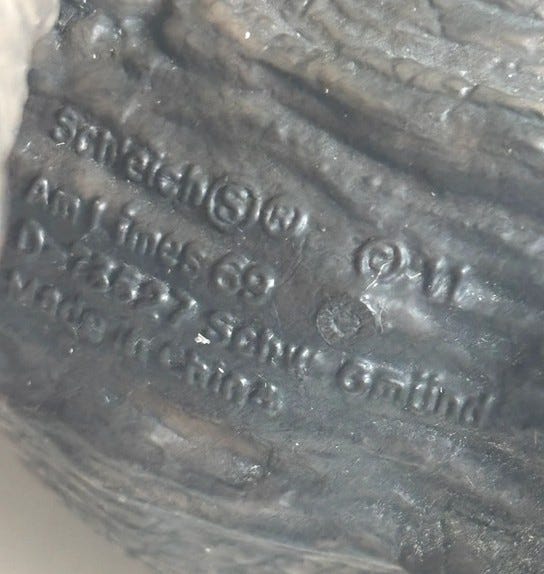 Schleich Ⓢ ® © 11
Am Limes 69
D-73527 Schw. Gmünd
Made in China